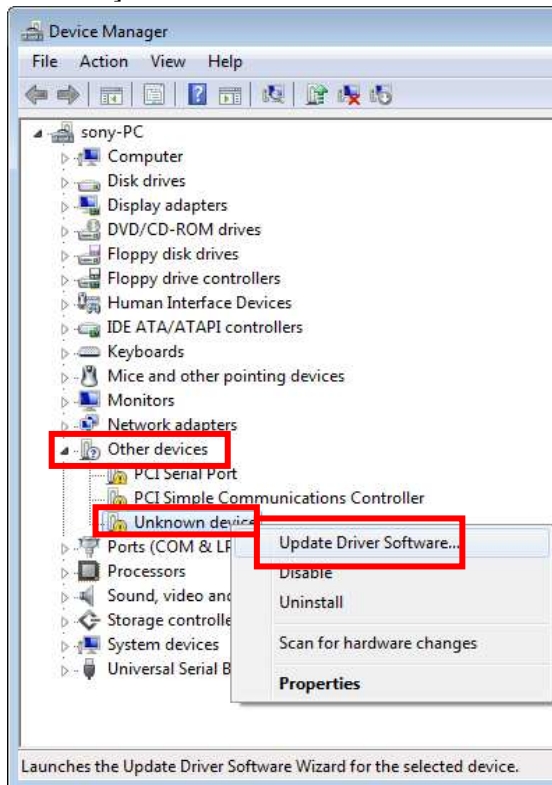 Device Manager
File Action View Help
sony-PC
Computer
Disk drives
Display adapters
DVD/CD-ROM drives
Floppy disk drives
Floppy drive controllers
Human Interface Devices
IDE ATA/ATAPI controllers
Keyboards
Mice and other pointing devices
Monitors
Network adapters
Other devices
PCI Serial Port
PCI Simple Communications Controller
Unknown device
Ports (COM &
Processors
Sound, video and
Storage
System devices
Universal Serial
Update Driver Software...
Disable
Uninstall
Scan for hardware changes
Properties
Launches the Update Driver Software Wizard for the selected device.